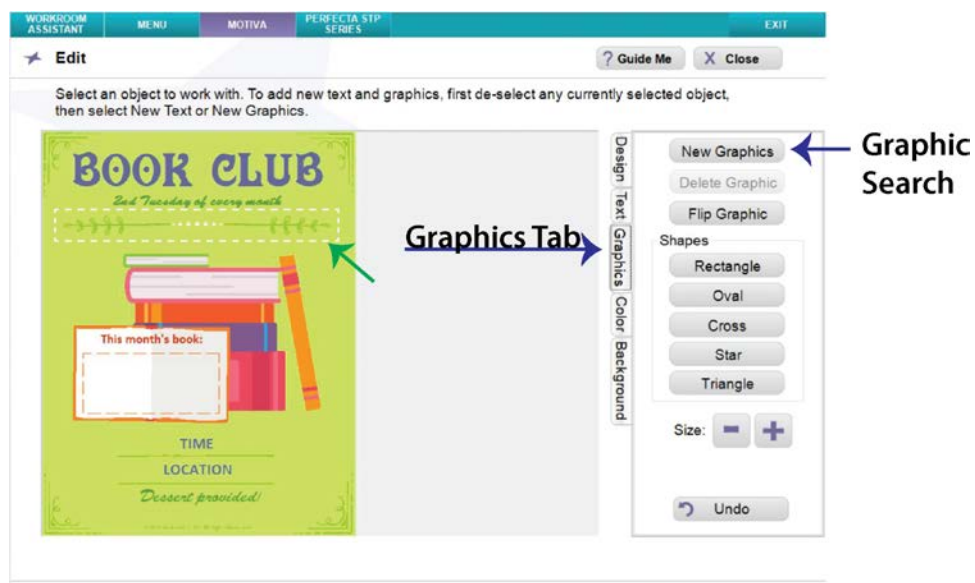 WORKROOM
ASSISTANT
MENU
MOTIVA
PERFECTA STP
SERIES
EXIT
Edit
? Guide Me
X Close
Select an object to work with. To add new text and graphics, first de-select any currently selected object,
then select New Text or New Graphics.
BOOK CLUB
2nd Tuesday of every month
This month's book:
TIME
LOCATION
Dessert provided!
Graphics Tab
Design
Text
Graphics
Color
Background
New Graphics
Delete Graphic
Flip Graphic
Shapes
Rectangle
Oval
Cross
Star
Triangle
Size:
Undo
Graphic
Search